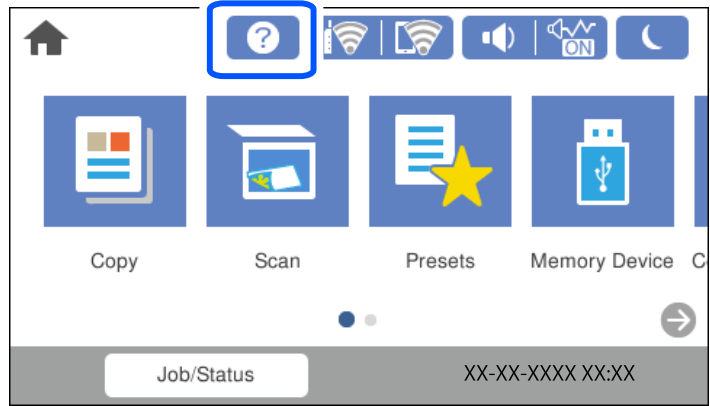 ?
ON
Copy
Scan
Presets
Memory Device
Job/Status
XX-XX-XXXX XX:XX